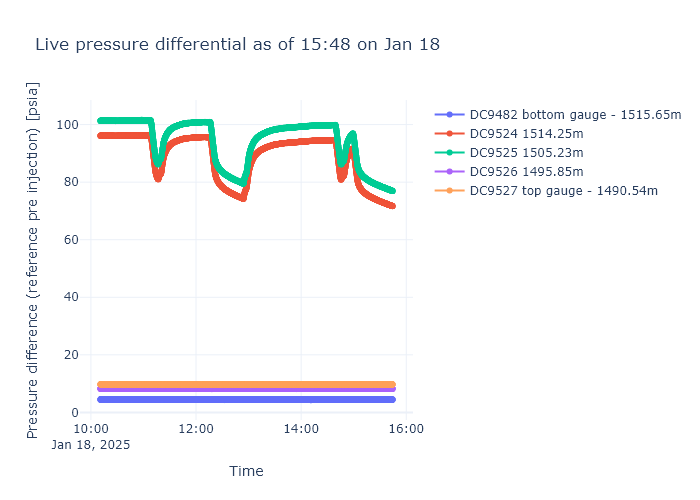 Live pressure differential as of 15:48 on Jan 18
Pressure difference (reference pre injection) [psia]
100
80
60
40
20
0
10:00
12:00
14:00
16:00
Jan 18, 2025
Time
DC9482 bottom gauge - 1515.65m
DC9524 1514.25m
DC9525 1505.23m
DC9526 1495.85m
DC9527 top gauge - 1490.54m